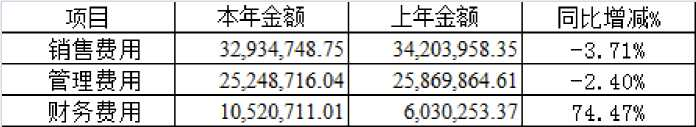 项目 本年金额 上年金额 同比增减%
销售费用 32,934,748.75 34,203,958.35 -3.71%
管理费用 25,248,716.04 25,869,864.61 -2.40%
财务费用 10,520,711.01 6,030,253.37 74.47%